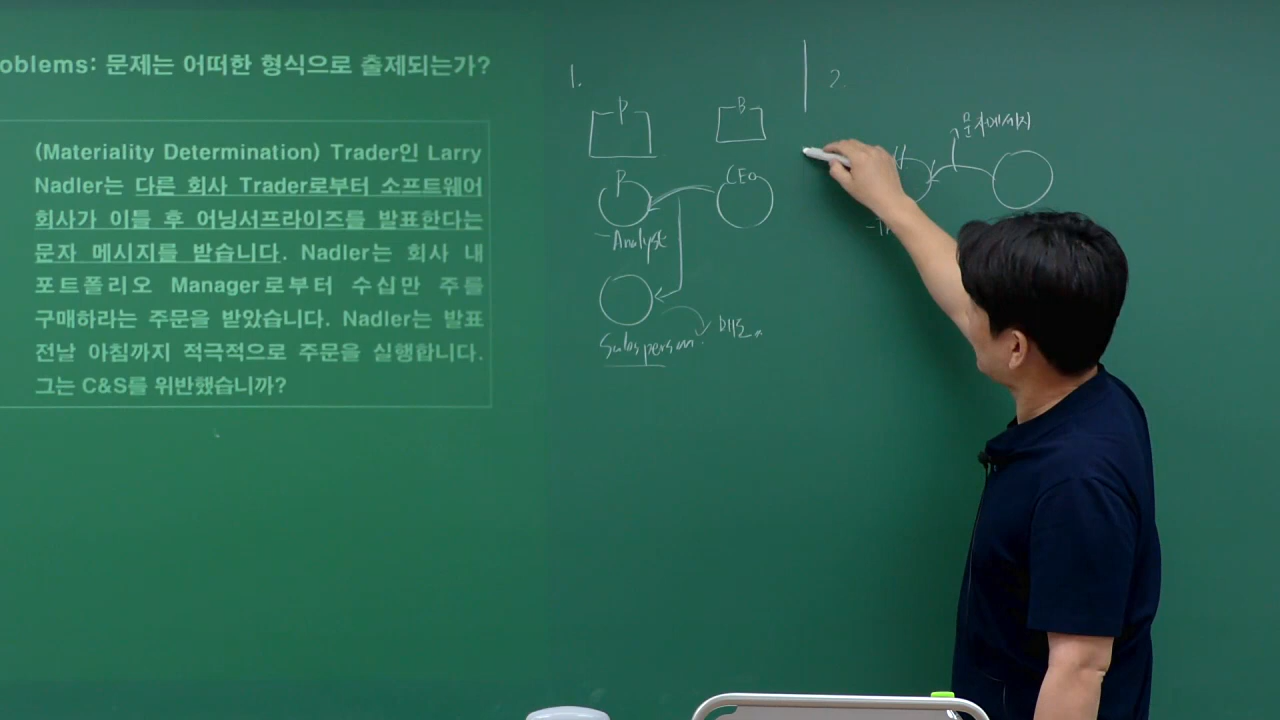 oblems: 문제는 어떠한 형식으로 출제되는가?
(Materiality Determination) Trader인 Larry
Nadler는 다른 회사 Trader로부터 소프트웨어
회사가 이틀 후 어닝서프라이즈를 발표한다는
문자 메시지를 받습니다. Nadler는 회사 내
포트폴리오 Manager로부터 수십만 주를
구매하라는 주문을 받았습니다. Nadler는 발표
전날 아침까지 적극적으로 주문을 실행합니다.
그는 C&S를 위반했습니까?
1.
P
B
P
CEO
-Analyst
Salesperson.
매도.
2.
문자메세지